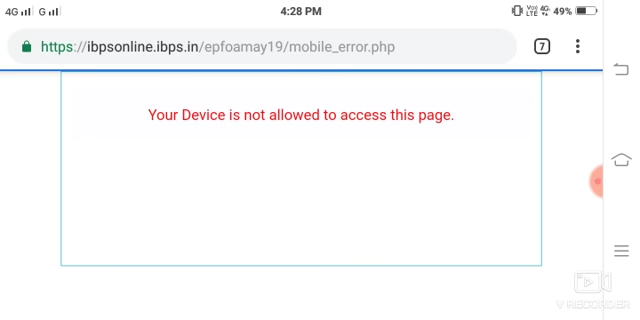 4G G 4:28 PM Vo) LTE 4G 49%
https://ibpsonline.ibps.in/epfoamay19/mobile_error.php 7
Your Device is not allowed to access this page.
V RECORDER